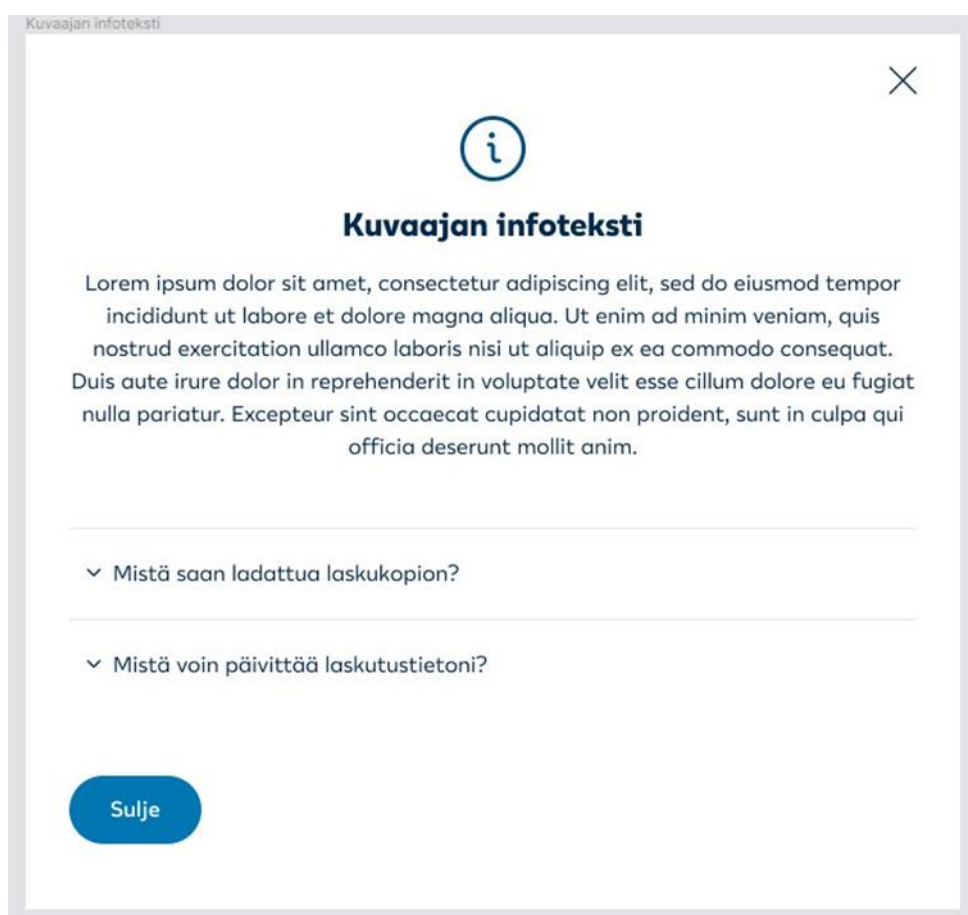 Kuvaajan infoteksti
Kuvaajan infoteksti
Lorem ipsum dolor sit amet, consectetur adipiscing elit, sed do eiusmod tempor
incididunt ut labore et dolore magna aliqua. Ut enim ad minim veniam, quis
nostrud exercitation ullamco laboris nisi ut aliquip ex ea commodo consequat.
Duis aute irure dolor in reprehenderit in voluptate velit esse cillum dolore eu fugiat
nulla pariatur. Excepteur sint occaecat cupidatat non proident, sunt in culpa qui
officia deserunt mollit anim.
Mistä saan ladattua laskukopion?
Mistä voin päivittää laskutustietoni?
Sulje